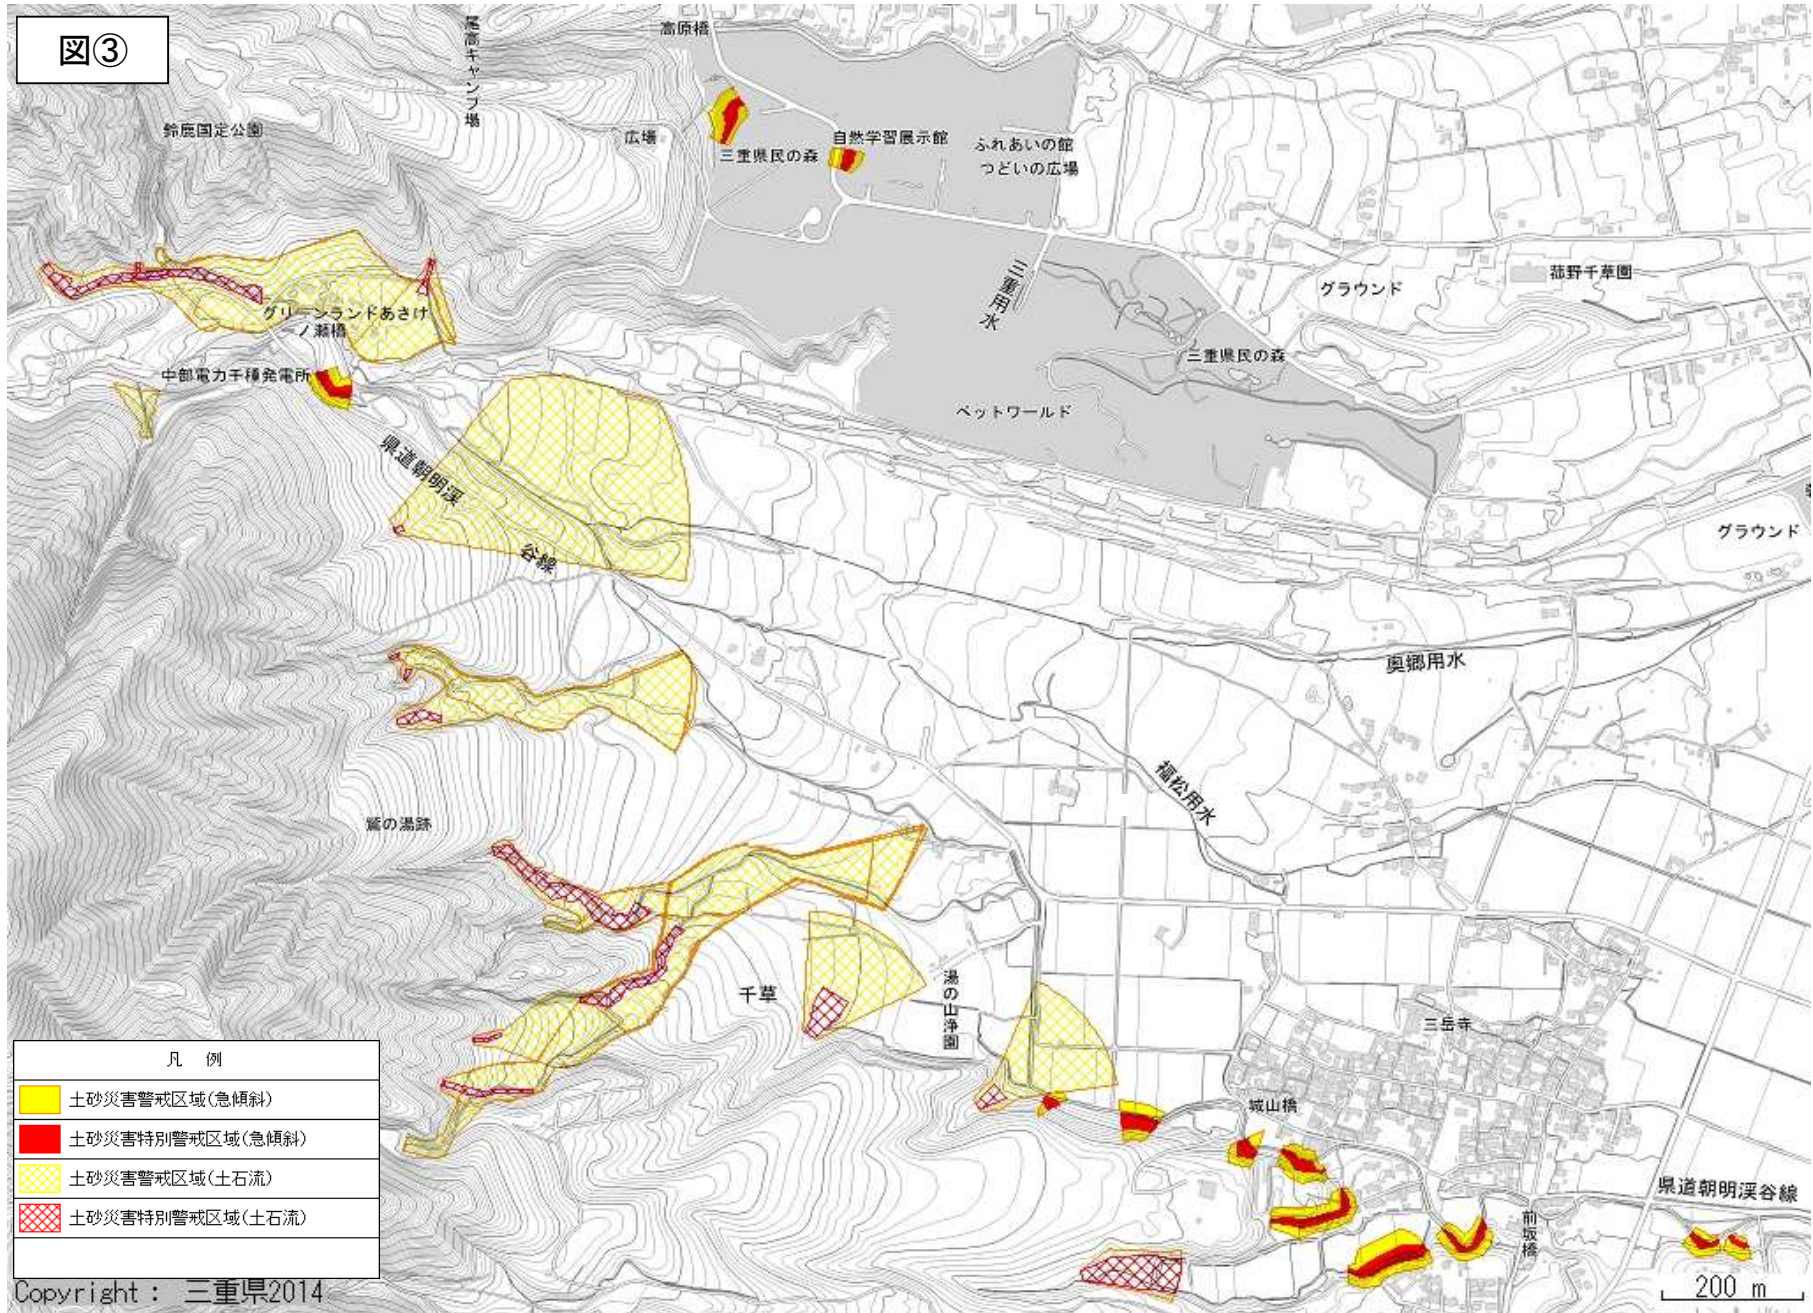 図③
尾高キャンプ場
高原橋
鈴鹿国定公園
広場
三重県民の森
自然学習展示館
ふれあいの館
つどいの広場
三重用水
グラウンド
菰野千草園
グリーンランドあさけ
ノ瀬橋
中部電力千種発電所
三重県民の森
ペットワールド
県道朝明渓
谷線
グラウンド
奥郷用水
福松用水
鷲の湯跡
千草
湯の山浄園
三岳寺
城山橋
県道朝明渓谷線
前坂橋
凡 例
土砂災害警戒区域(急傾斜)
土砂災害特別警戒区域(急傾斜)
土砂災害警戒区域(土石流)
土砂災害特別警戒区域(土石流)
Copyright : 三重県2014
200 m